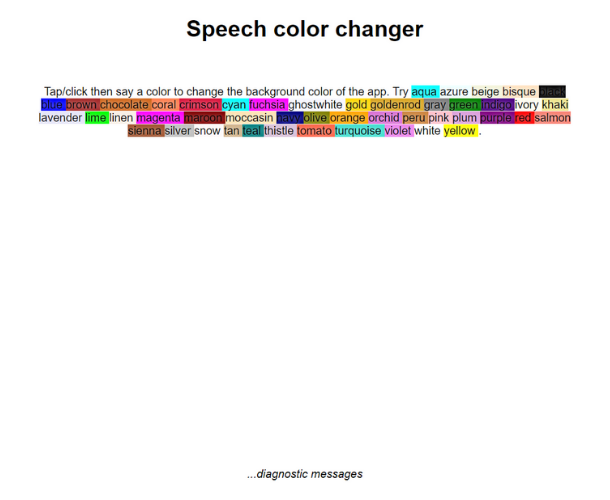 Speech color changer
Tap/click then say a color to change the background color of the app. Try aqua azure beige bisque black
blue brown chocolate coral crimson cyan fuchsia ghostwhite gold goldenrod gray green indigo ivory khaki
lavender lime linen magenta maroon moccasin navy olive orange orchid peru pink plum purple red salmon
sienna silver snow tan teal thistle tomato turquoise violet white yellow .
...diagnostic messages